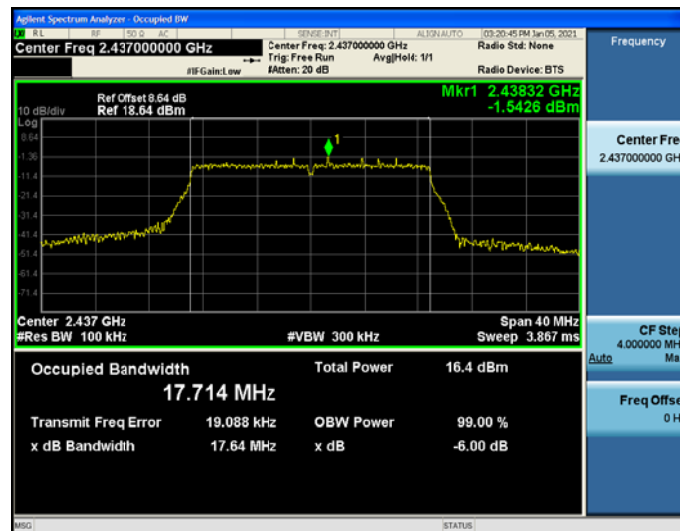 Agilent Spectrum Analyzer - Occupied BW
RL RF 50 Ω AC SENSE:INT ALIGN AUTO 03:20:45 PM Jan 05, 2021
Center Freq 2.437000000 GHz
Center Freq: 2.437000000 GHz Radio Std: None
Trig: Free Run Avg|Hold: 1/1
#IFGain:Low #Atten: 20 dB Radio Device: BTS
Frequency
Mkr1 2.43832 GHz
-1.5426 dBm
Ref Offset 8.64 dB
10 dB/div Ref 18.64 dBm
Log
8.64
1
-1.36
-11.4
-21.4
-31.4
-41.4
-51.4
-61.4
-71.4
Center Fre
2.437000000 GH
Center 2.437 GHz Span 40 MHz
#Res BW 100 kHz #VBW 300 kHz Sweep 3.867 ms
CF Step
4.000000 MH
Auto Ma
Occupied Bandwidth Total Power 16.4 dBm
17.714 MHz
Transmit Freq Error 19.088 kHz OBW Power 99.00 %
x dB Bandwidth 17.64 MHz x dB -6.00 dB
Freq Offse
0 H
MSG STATUS